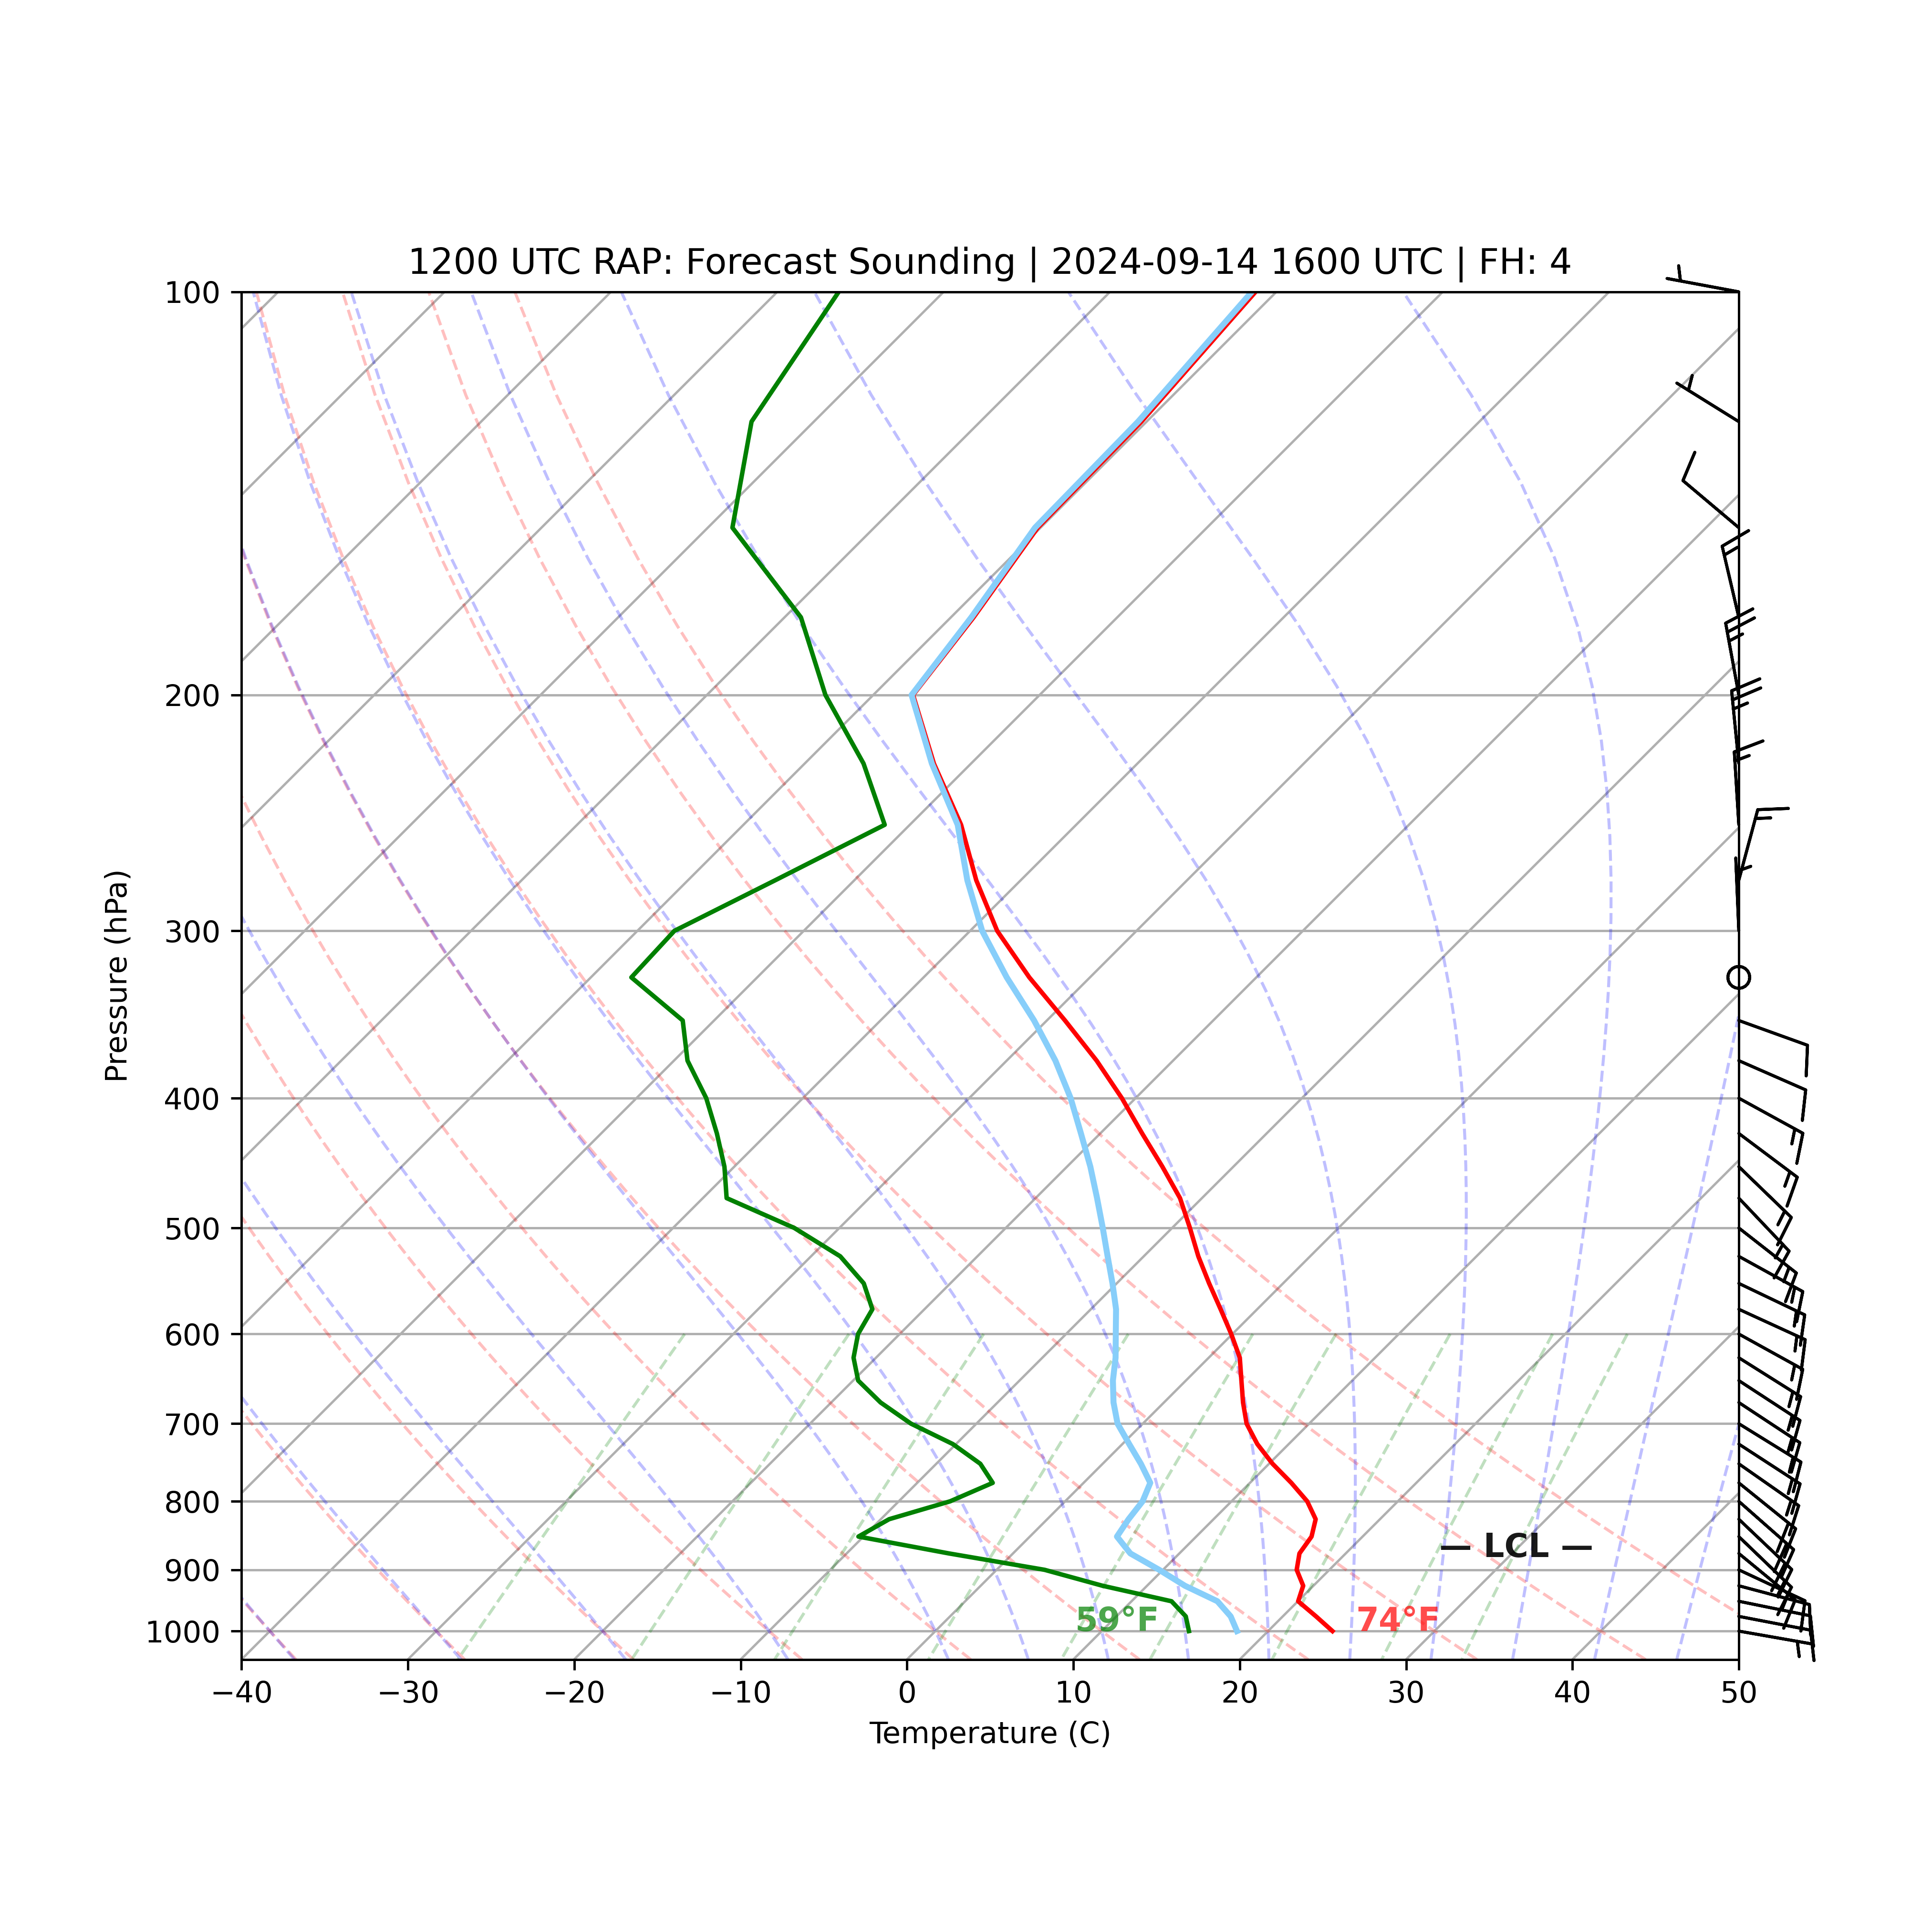 1200 UTC RAP: Forecast Sounding | 2024-09-14 1600 UTC | FH: 4
100
200
300
400
500
600
700
800
900
1000
Pressure (hPa)
— LCL —
59°F
74°F
−40 −30 −20 −10 0 10 20 30 40 50
Temperature (C)